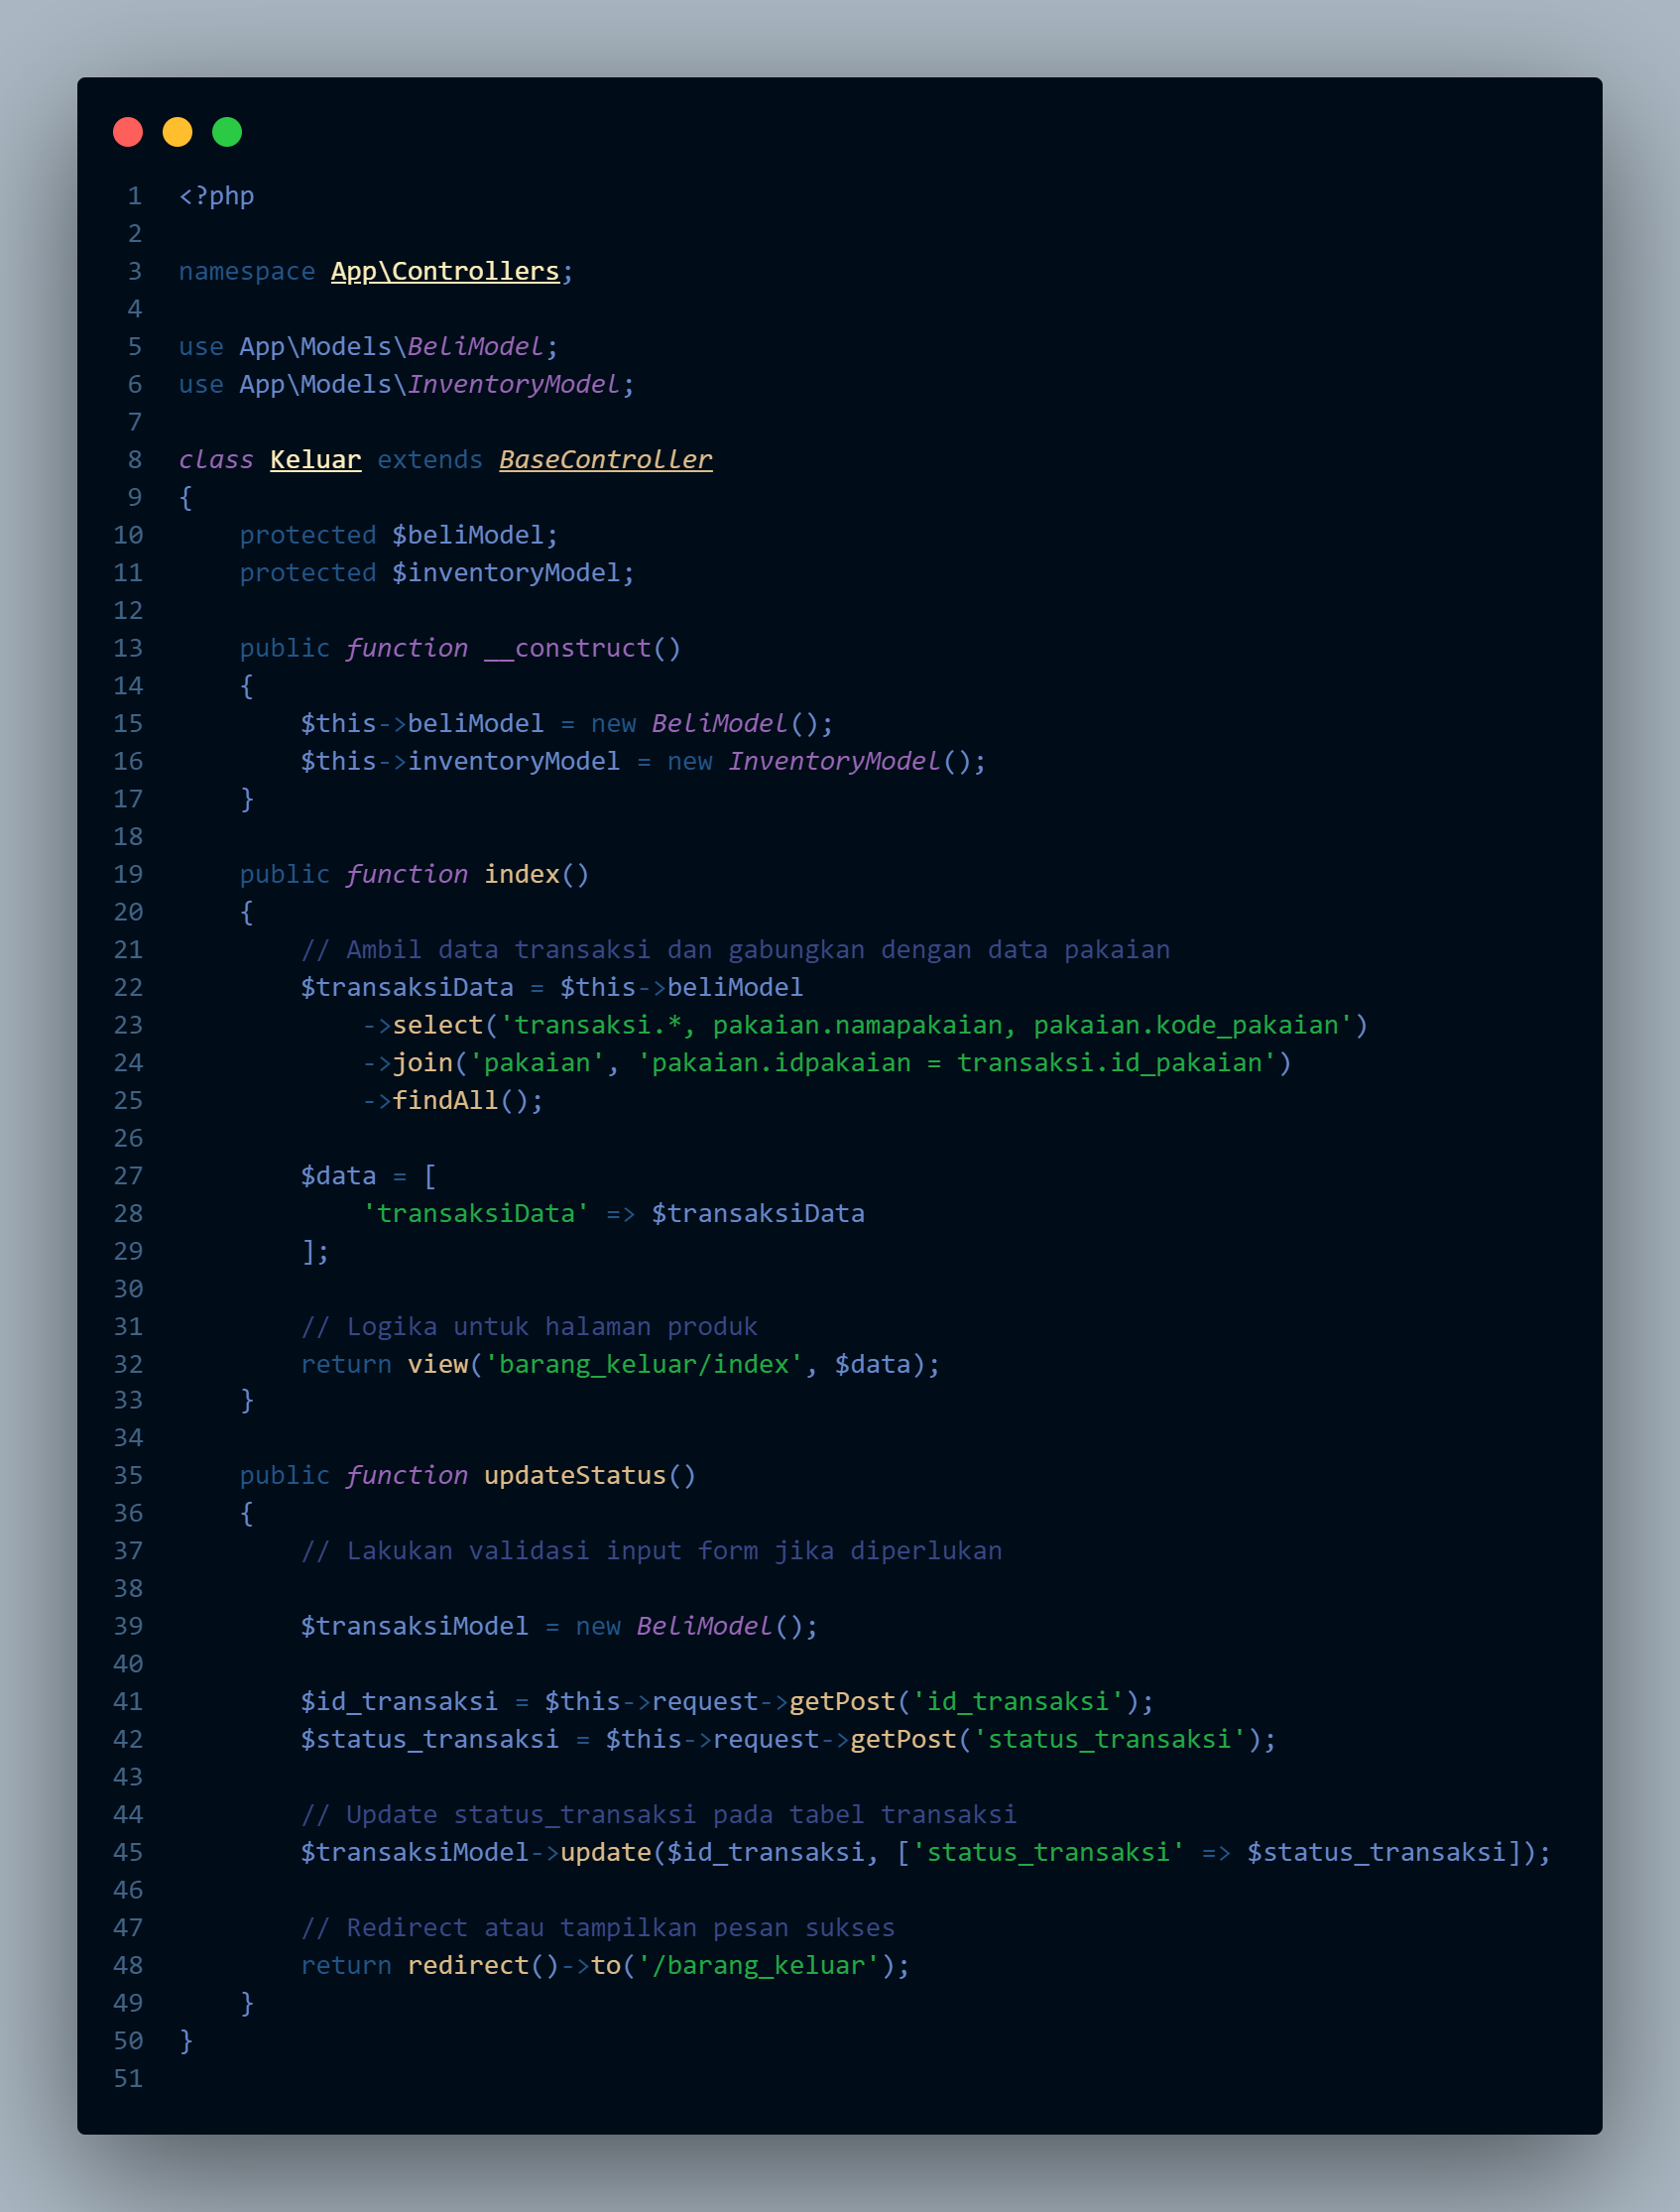 1 <?php
2
3 namespace App\Controllers;
4
5 use App\Models\BeliModel;
6 use App\Models\InventoryModel;
7
8 class Keluar extends BaseController
9 {
10     protected $beliModel;
11     protected $inventoryModel;
12
13     public function __construct()
14     {
15         $this->beliModel = new BeliModel();
16         $this->inventoryModel = new InventoryModel();
17     }
18
19     public function index()
20     {
21         // Ambil data transaksi dan gabungkan dengan data pakaian
22         $transaksiData = $this->beliModel
23             ->select('transaksi.*, pakaian.namapakaian, pakaian.kode_pakaian')
24             ->join('pakaian', 'pakaian.idpakaian = transaksi.id_pakaian')
25             ->findAll();
26
27         $data = [
28             'transaksiData' => $transaksiData
29         ];
30
31         // Logika untuk halaman produk
32         return view('barang_keluar/index', $data);
33     }
34
35     public function updateStatus()
36     {
37         // Lakukan validasi input form jika diperlukan
38
39         $transaksiModel = new BeliModel();
40
41         $id_transaksi = $this->request->getPost('id_transaksi');
42         $status_transaksi = $this->request->getPost('status_transaksi');
43
44         // Update status_transaksi pada tabel transaksi
45         $transaksiModel->update($id_transaksi, ['status_transaksi' => $status_transaksi]);
46
47         // Redirect atau tampilkan pesan sukses
48         return redirect()->to('/barang_keluar');
49     }
50 }
51